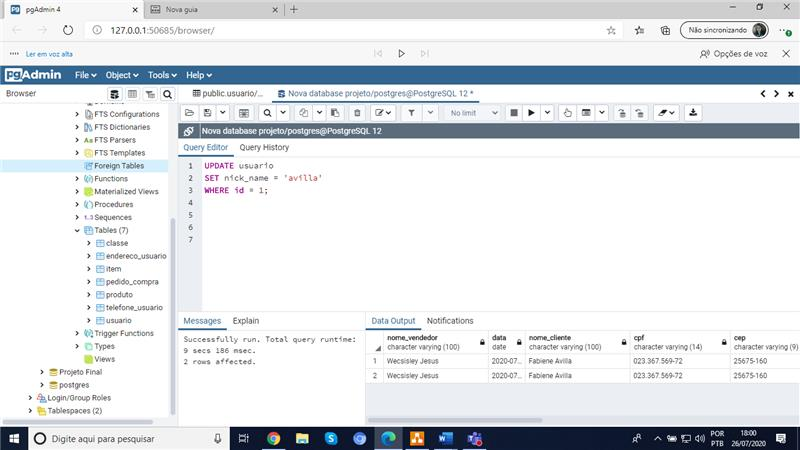 pgAdmin 4
Nova guia
127.0.0.1:50685/browser/
Não sincronizando
Ler em voz alta
Opções de voz
pgAdmin
File
Object
Tools
Help
Browser
public.usuario/...
Nova database projeto/postgres@PostgreSQL 12 *
FTS Configurations
FTS Dictionaries
FTS Parsers
FTS Templates
Foreign Tables
Functions
Materialized Views
Procedures
1..3 Sequences
Tables (7)
classe
endereco_usuario
item
pedido_compra
produto
telefone_usuario
usuario
Trigger Functions
Types
Views
Projeto Final
postgres
Login/Group Roles
Tablespaces (2)
No limit
Nova database projeto/postgres@PostgreSQL 12
Query Editor Query History
1 UPDATE usuario
2 SET nick_name = 'avilla'
3 WHERE id = 1;
4
5
6
7
Messages Explain
Successfully run. Total query runtime:
9 secs 186 msec.
2 rows affected.
Data Output Notifications
nome_vendedor data nome_cliente cpf cep
character varying (100) date character varying (100) character varying (14) character varying (9)
1 Wecsisley Jesus 2020-07... Fabiene Avilla 023.367.569-72 25675-160
2 Wecsisley Jesus 2020-07... Fabiene Avilla 023.367.569-72 25675-160
Digite aqui para pesquisar
POR
PTB
18:00
26/07/2020